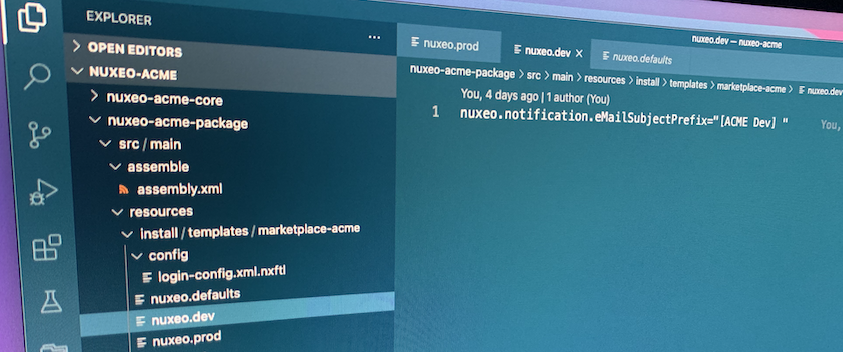 EXPLORER
...
OPEN EDITORS
NUXEO-ACME
nuxeo-acme-core
nuxeo-acme-package
src / main
assemble
assembly.xml
resources
install / templates / marketplace-acme
config
login-config.xml.nxftl
nuxeo.defaults
nuxeo.dev
nuxeo.prod
nuxeo.dev — nuxeo-acme
nuxeo.prod
nuxeo.dev ×
nuxeo.defaults
nuxeo-acme-package > src > main > resources > install > templates > marketplace-acme > nuxeo.dev
You, 4 days ago | 1 author (You)
1 nuxeo.notification.eMailSubjectPrefix="[ACME Dev] " You,